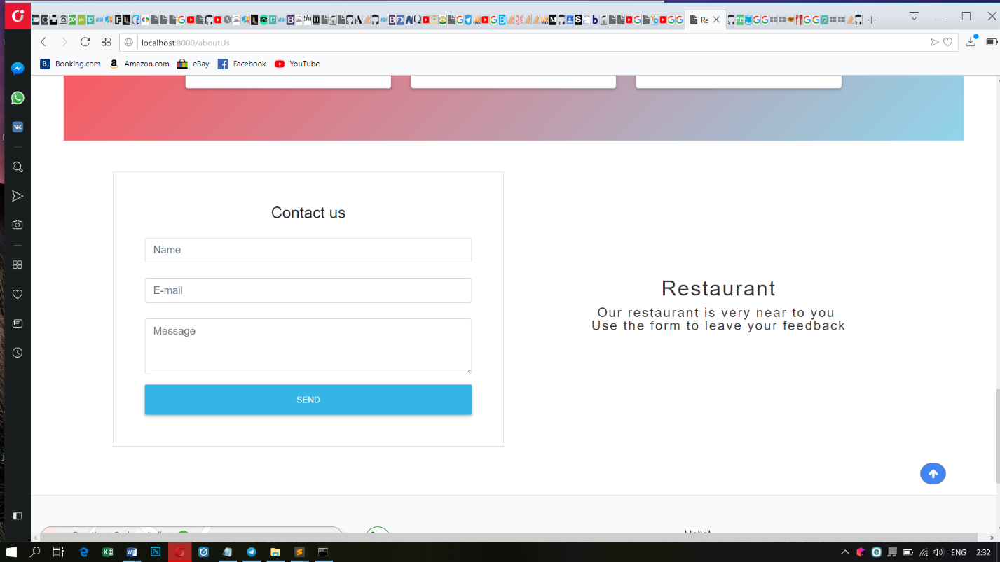 Re
localhost:8000/aboutUs
Booking.com
Amazon.com
eBay
Facebook
YouTube
Contact us
Name
E-mail
Message
SEND
Restaurant
Our restaurant is very near to you
Use the form to leave your feedback
ENG
2:32